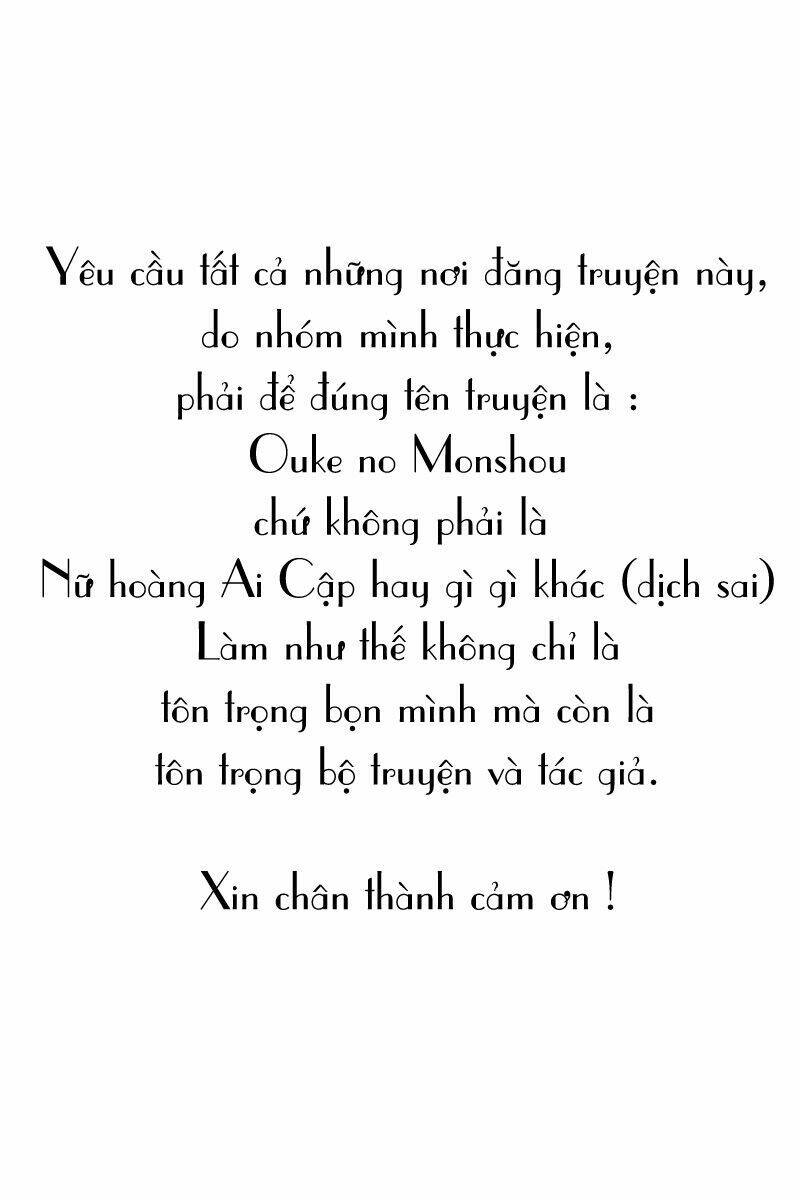 Yêu cầu tất cả những nơi đăng truyện này,
do nhóm mình thực hiện,
phải để đúng tên truyện là :
Ouke no Monshou
chứ không phải là
Nữ hoàng Ai Cập hay gì gì khác (dịch sai)
Làm như thế không chỉ là
tôn trọng bọn mình mà còn là
tôn trọng bộ truyện và tác giả.
Xin chân thành cảm ơn !